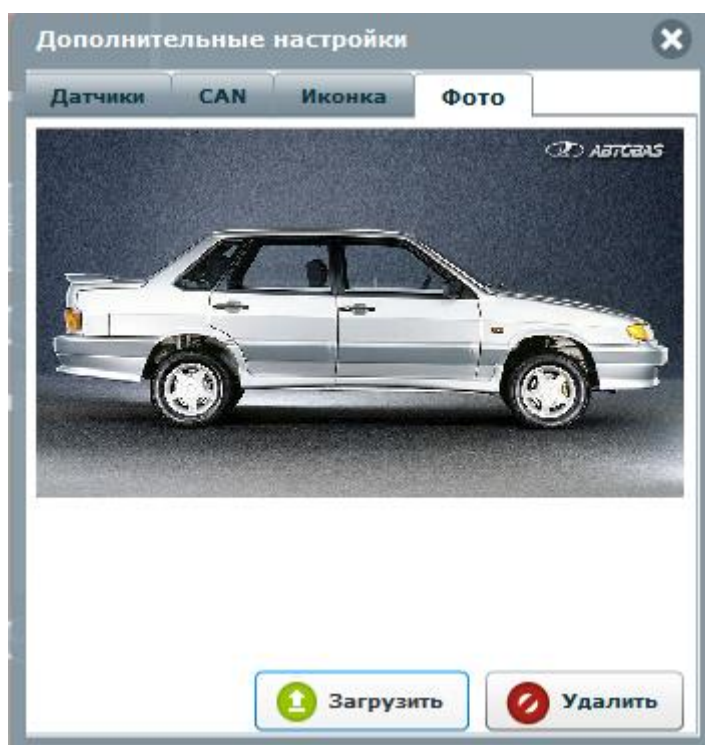 Дополнительные настройки
Датчики CAN Иконка Фото
АВТОВАЗ
Загрузить Удалить